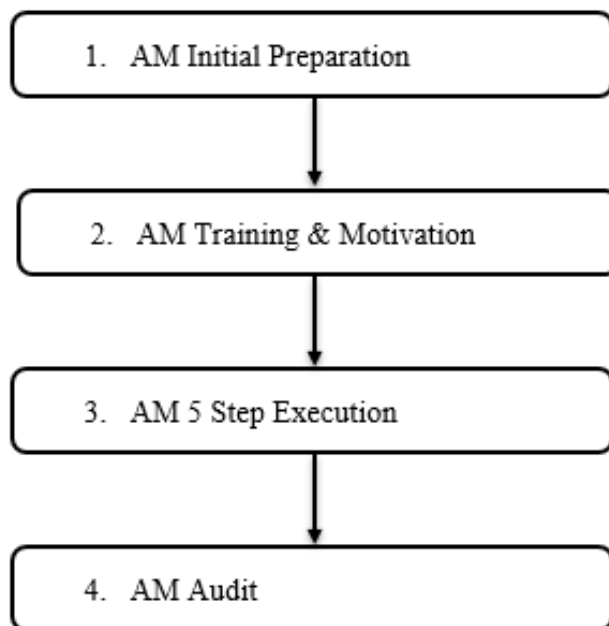 1. AM Initial Preparation
2. AM Training & Motivation
3. AM 5 Step Execution
4. AM Audit